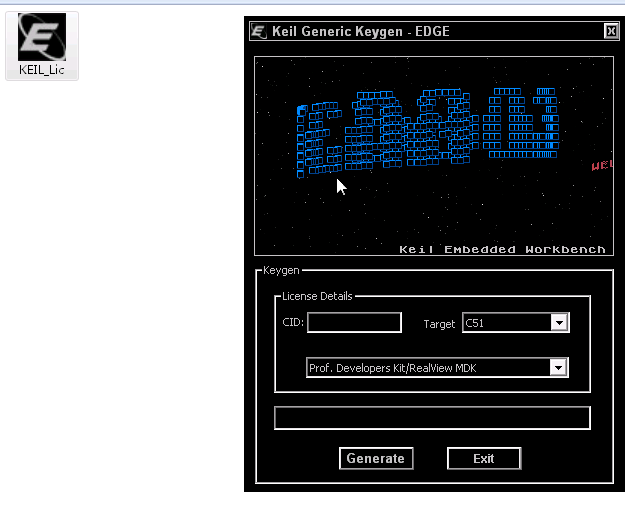 KEIL_Lic
Keil Generic Keygen - EDGE
WEL
Keil Embedded Workbench
Keygen
License Details
CID:
Target C51
Prof. Developers Kit/RealView MDK
Generate Exit